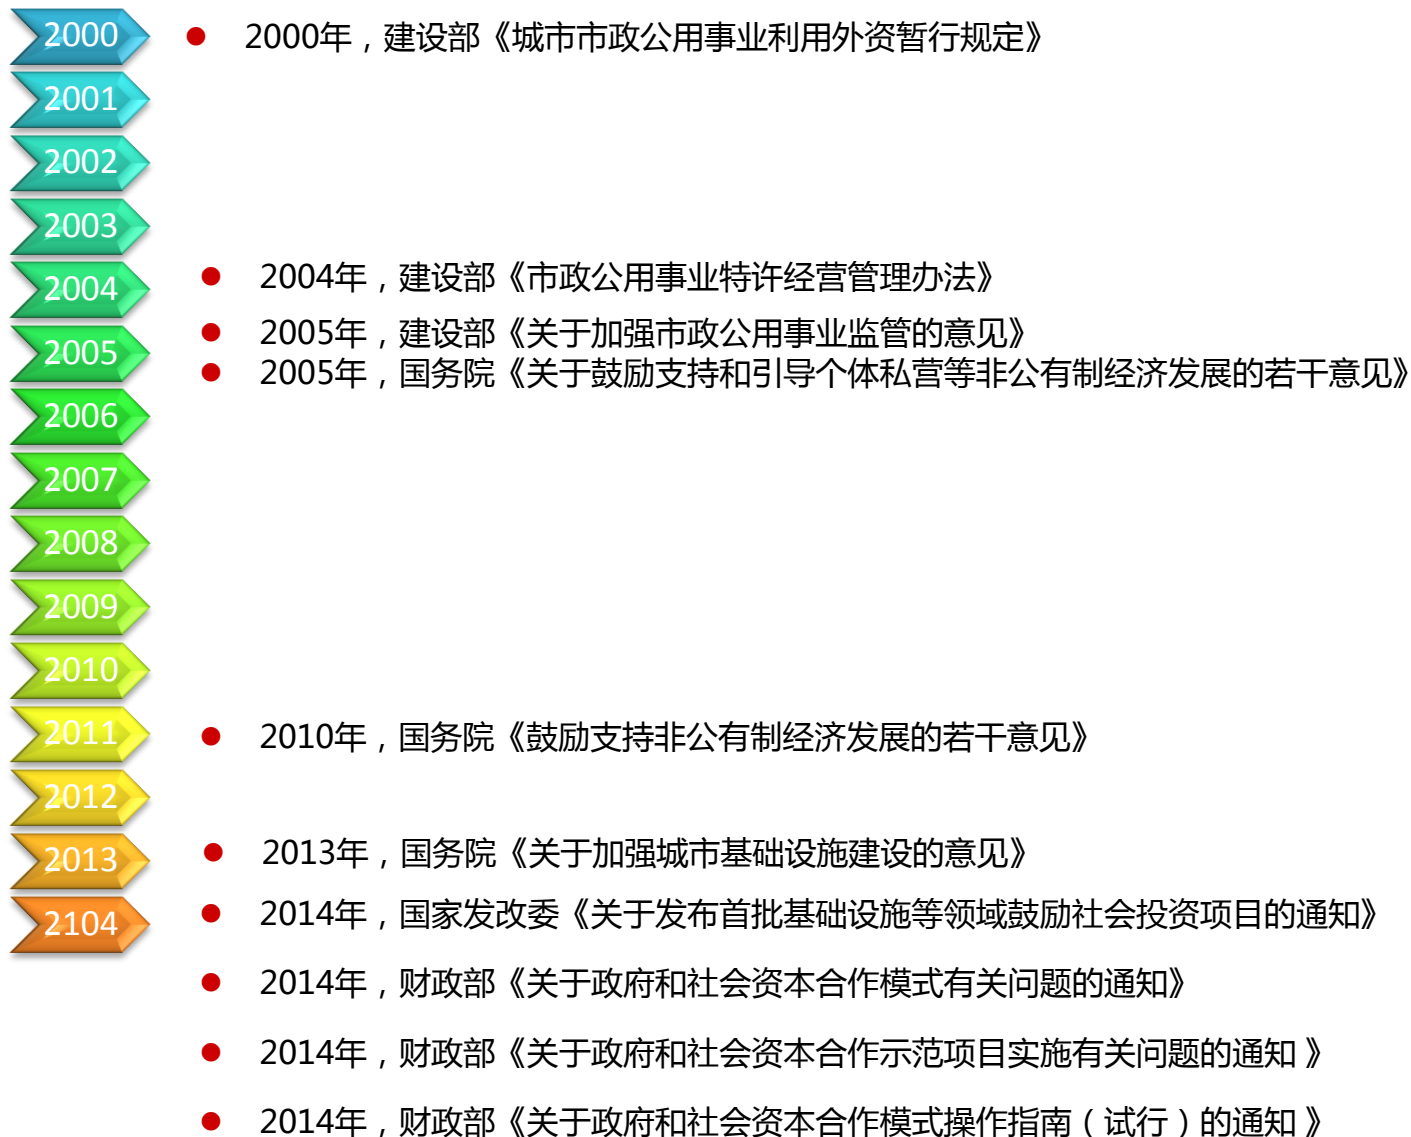 2000
2000年，建设部《城市市政公用事业利用外资暂行规定》
2001
2002
2003
2004
2004年，建设部《市政公用事业特许经营管理办法》
2005
2005年，建设部《关于加强市政公用事业监管的意见》
2005年，国务院《关于鼓励支持和引导个体私营等非公有制经济发展的若干意见》
2006
2007
2008
2009
2010
2011
2010年，国务院《鼓励支持非公有制经济发展的若干意见》
2012
2013
2013年，国务院《关于加强城市基础设施建设的意见》
2104
2014年，国家发改委《关于发布首批基础设施等领域鼓励社会投资项目的通知》
2014年，财政部《关于政府和社会资本合作模式有关问题的通知》
2014年，财政部《关于政府和社会资本合作示范项目实施有关问题的通知 》
2014年，财政部《关于政府和社会资本合作模式操作指南（试行）的通知 》